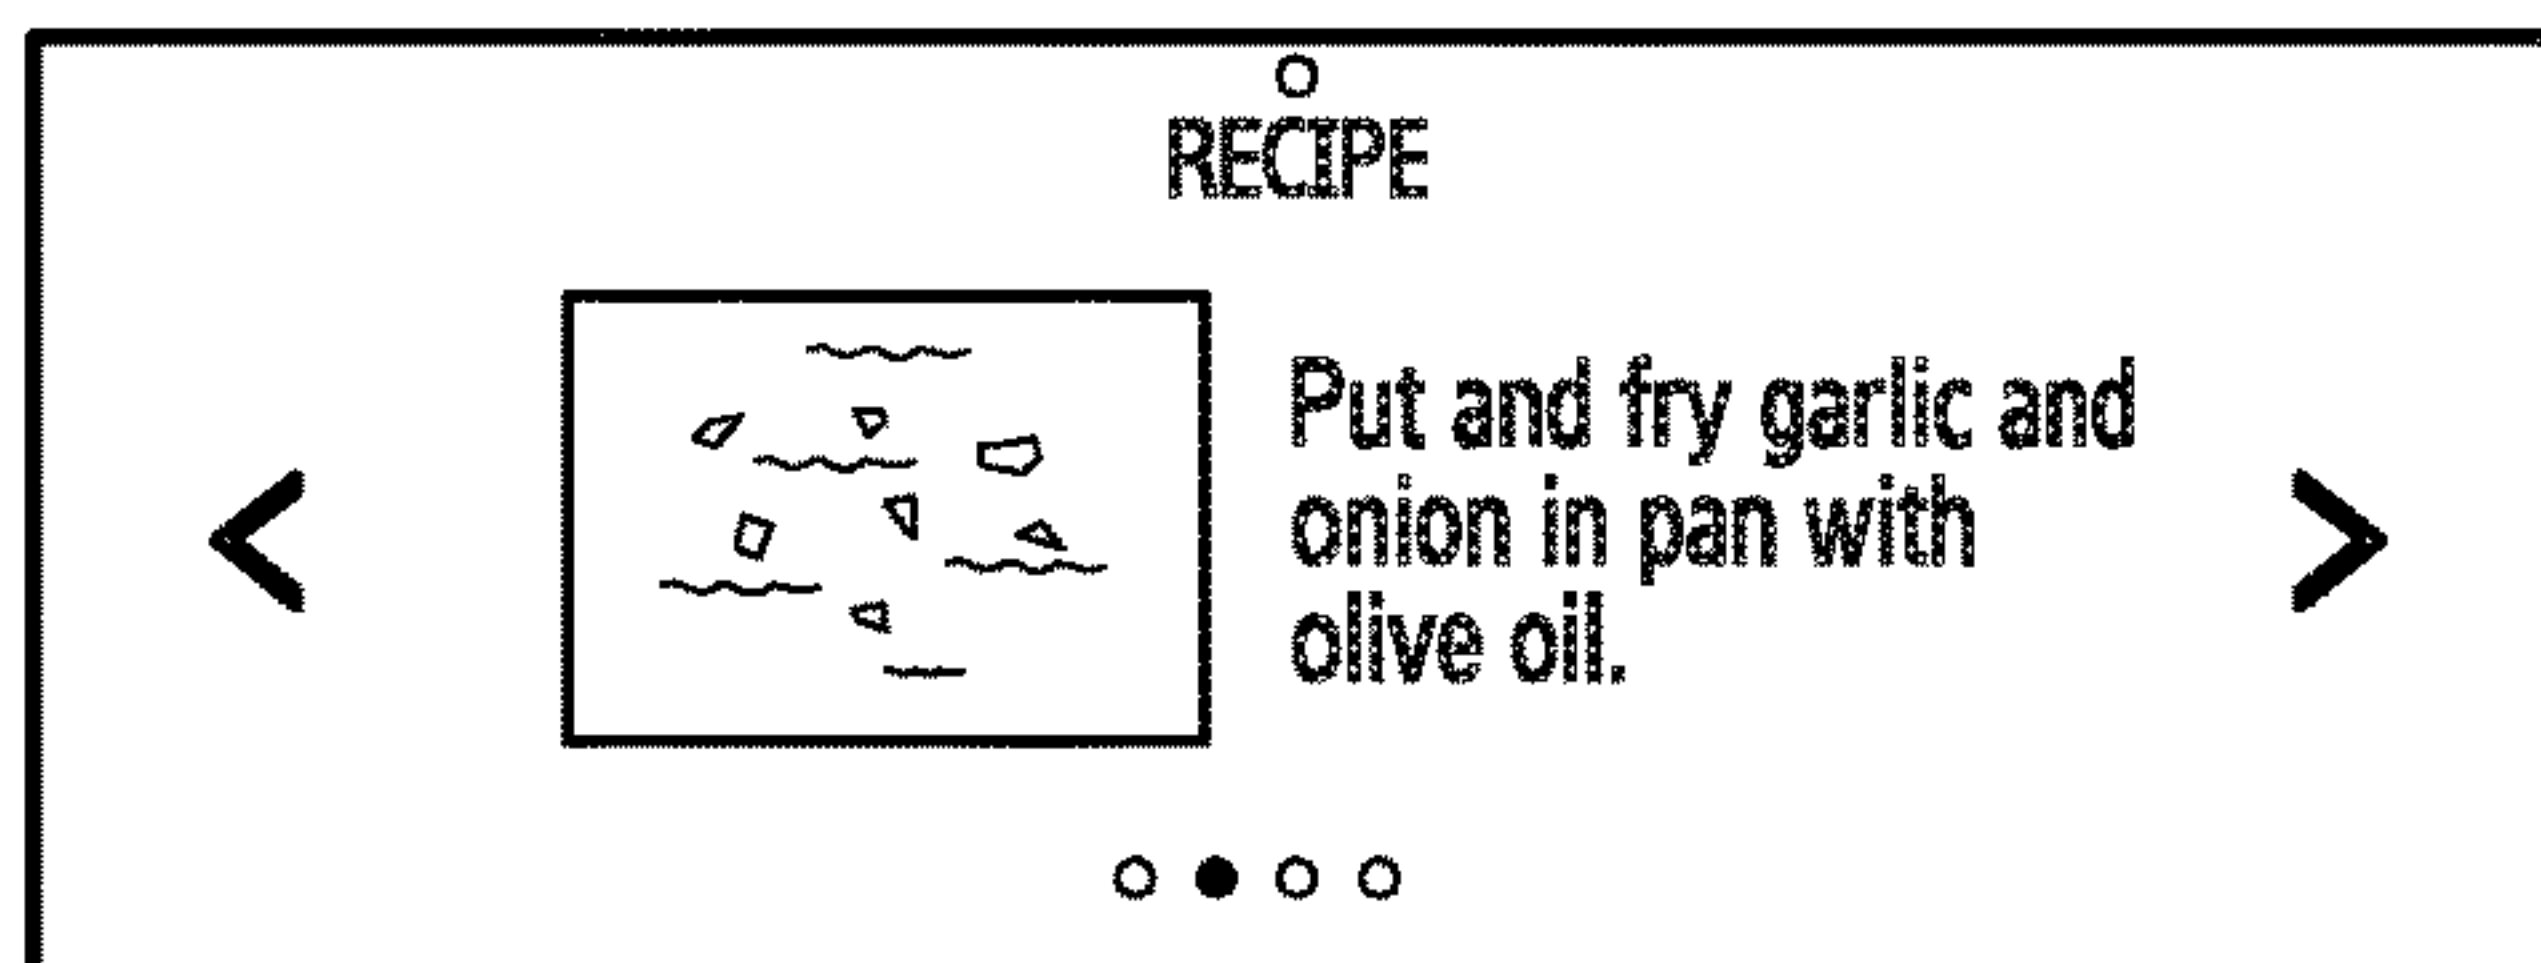 RECIPE
Put and fry garlic and
onion in pan with
olive oil.